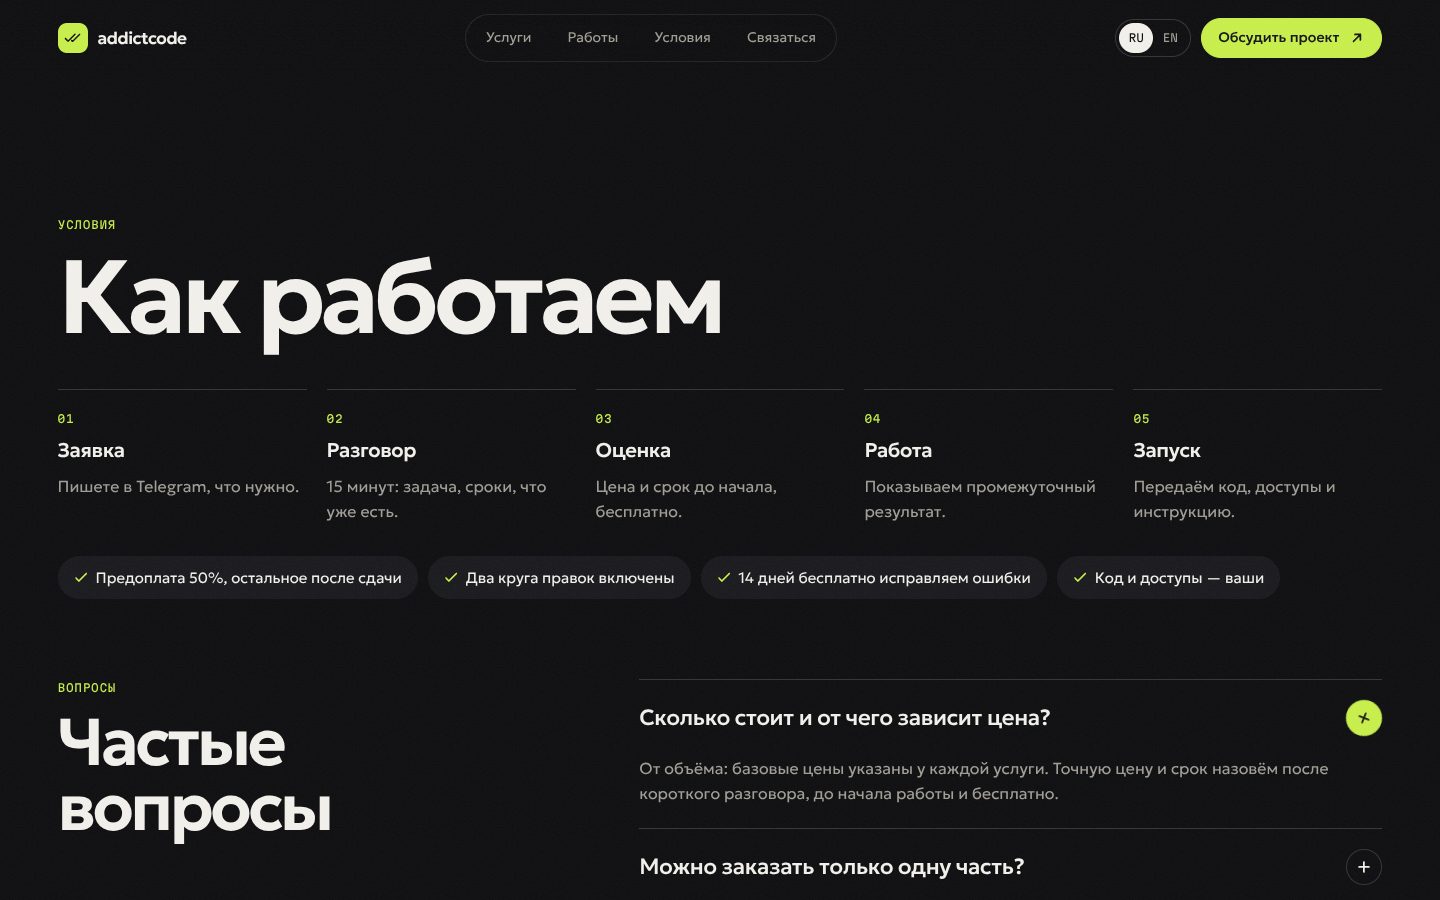 addictcode
Услуги
Работы
Условия
Связаться
RU
EN
Обсудить проект
УСЛОВИЯ
Как работаем
01
Заявка
Пишете в Telegram, что нужно.
02
Разговор
15 минут: задача, сроки, что
уже есть.
03
Оценка
Цена и срок до начала,
бесплатно.
04
Работа
Показываем промежуточный
результат.
05
Запуск
Передаём код, доступы и
инструкцию.
Предоплата 50%, остальное после сдачи
Два круга правок включены
14 дней бесплатно исправляем ошибки
Код и доступы — ваши
ВОПРОСЫ
Частые
вопросы
Сколько стоит и от чего зависит цена?
От объёма: базовые цены указаны у каждой услуги. Точную цену и срок назовём после
короткого разговора, до начала работы и бесплатно.
Можно заказать только одну часть?